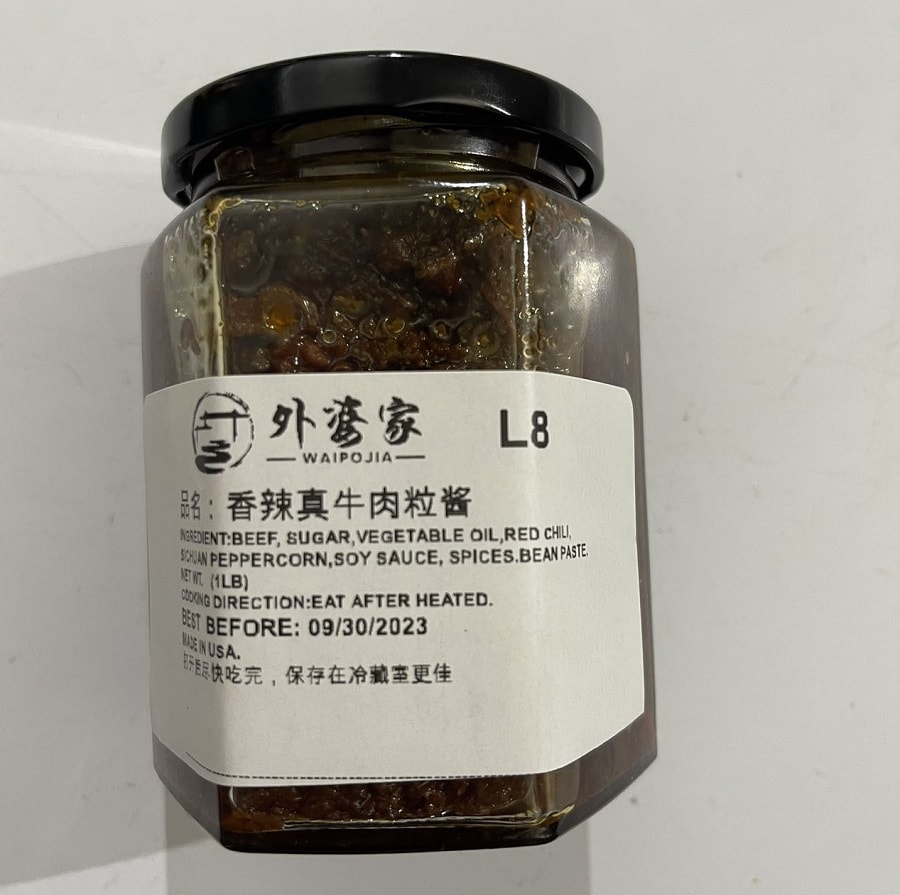 外婆家
WAIPOJIA
L8
品名：香辣真牛肉粒酱
INGREDIENT:BEEF, SUGAR,VEGETABLE OIL,RED CHILI,
SICHUAN PEPPERCORN,SOY SAUCE, SPICES.BEAN PASTE.
NET WT. (1LB)
COOKING DIRECTION:EAT AFTER HEATED.
BEST BEFORE: 09/30/2023
MADE IN UsA.
打开后尽快吃完，保存在冷藏室更佳